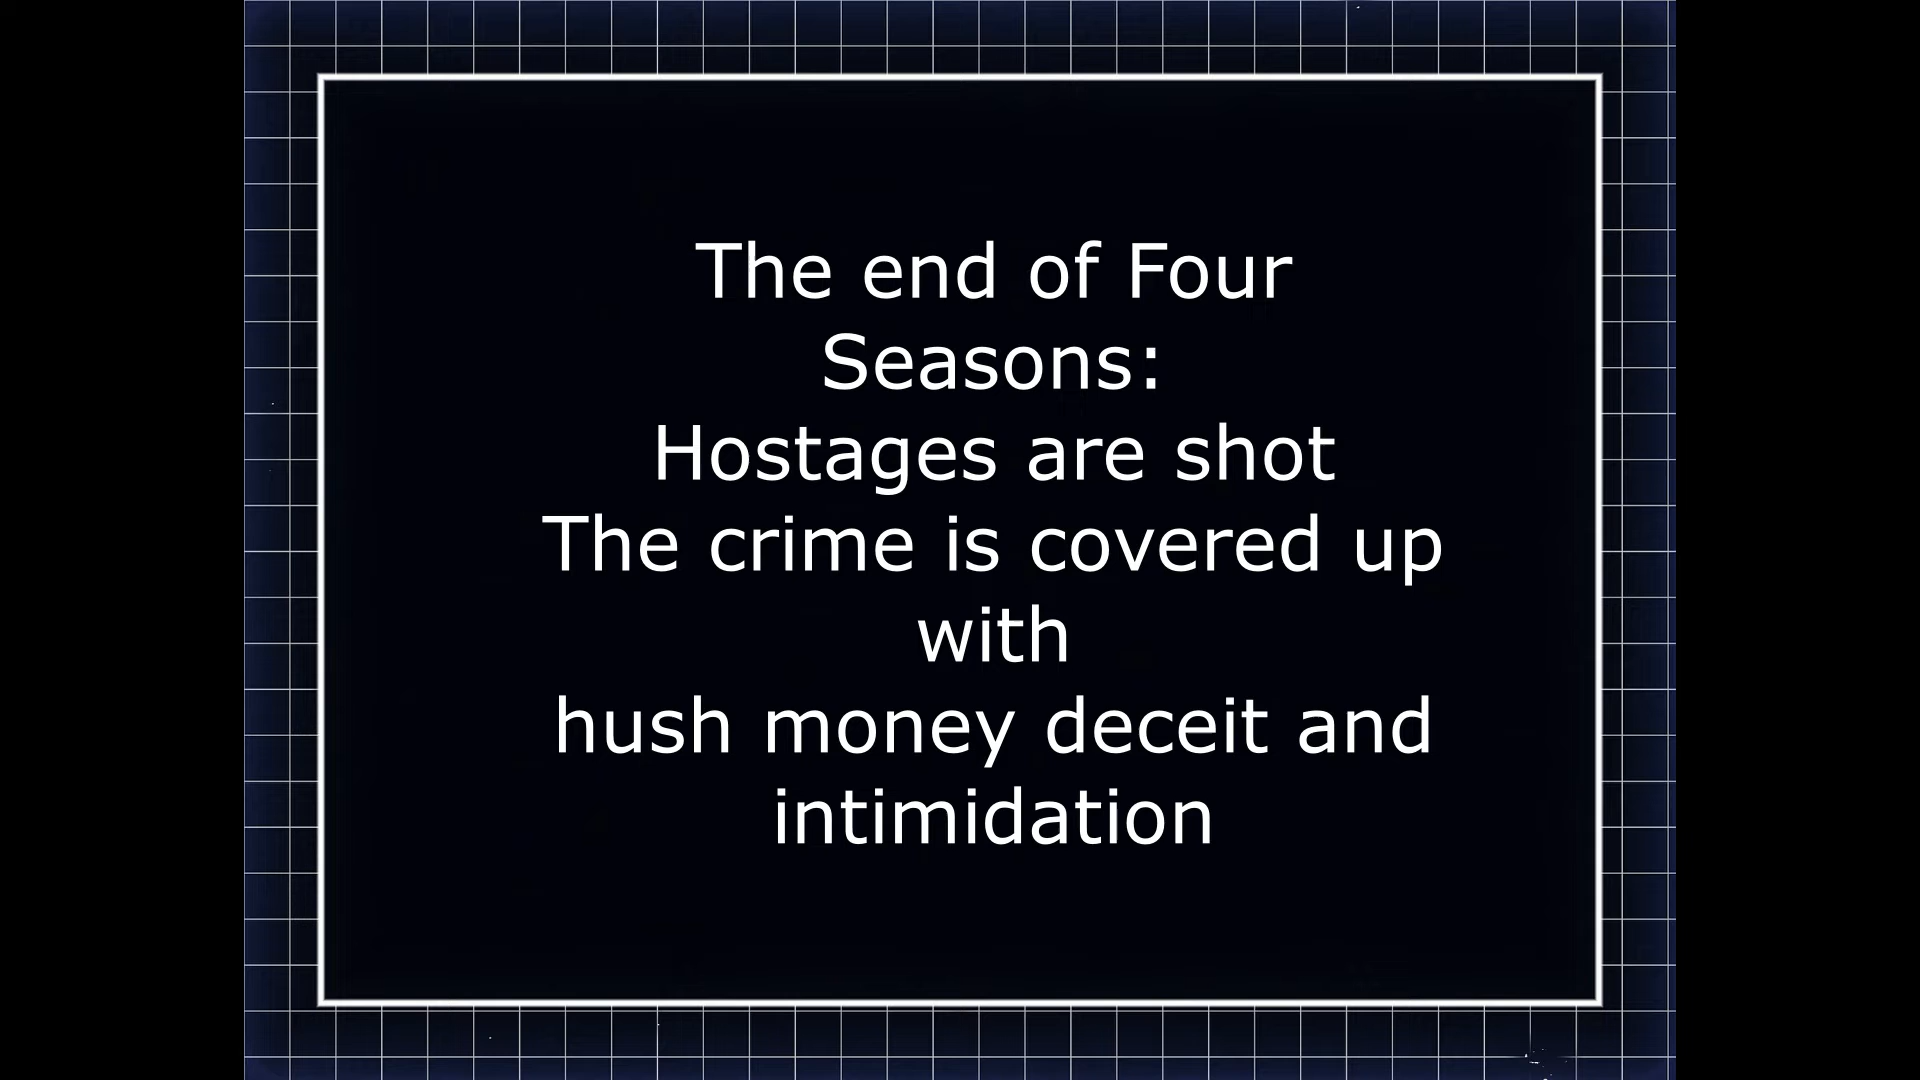 The end of Four
Seasons:
Hostages are shot
The crime is covered up
with
hush money deceit and
intimidation